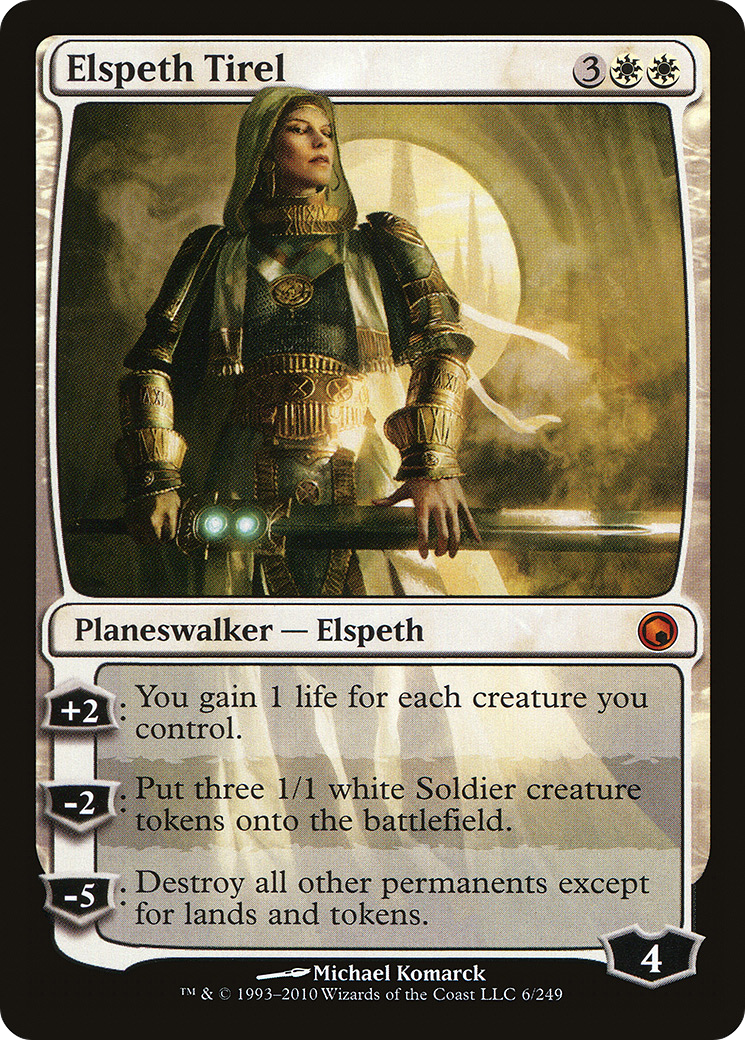 Elspeth Tirel 3
Planeswalker — Elspeth
+2: You gain 1 life for each creature you
control.
-2: Put three 1/1 white Soldier creature
tokens onto the battlefield.
-5: Destroy all other permanents except
for lands and tokens.
4
Michael Komarck
™ & © 1993–2010 Wizards of the Coast LLC 6/249